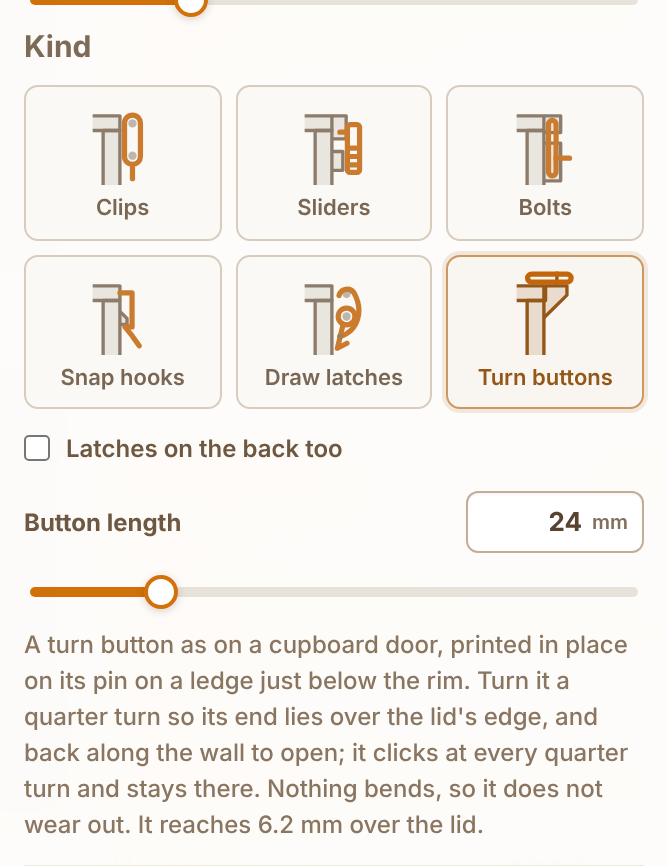 Kind
Clips
Sliders
Bolts
Snap hooks
Draw latches
Turn buttons
Latches on the back too
Button length
24 mm
A turn button as on a cupboard door, printed in place
on its pin on a ledge just below the rim. Turn it a
quarter turn so its end lies over the lid's edge, and
back along the wall to open; it clicks at every quarter
turn and stays there. Nothing bends, so it does not
wear out. It reaches 6.2 mm over the lid.